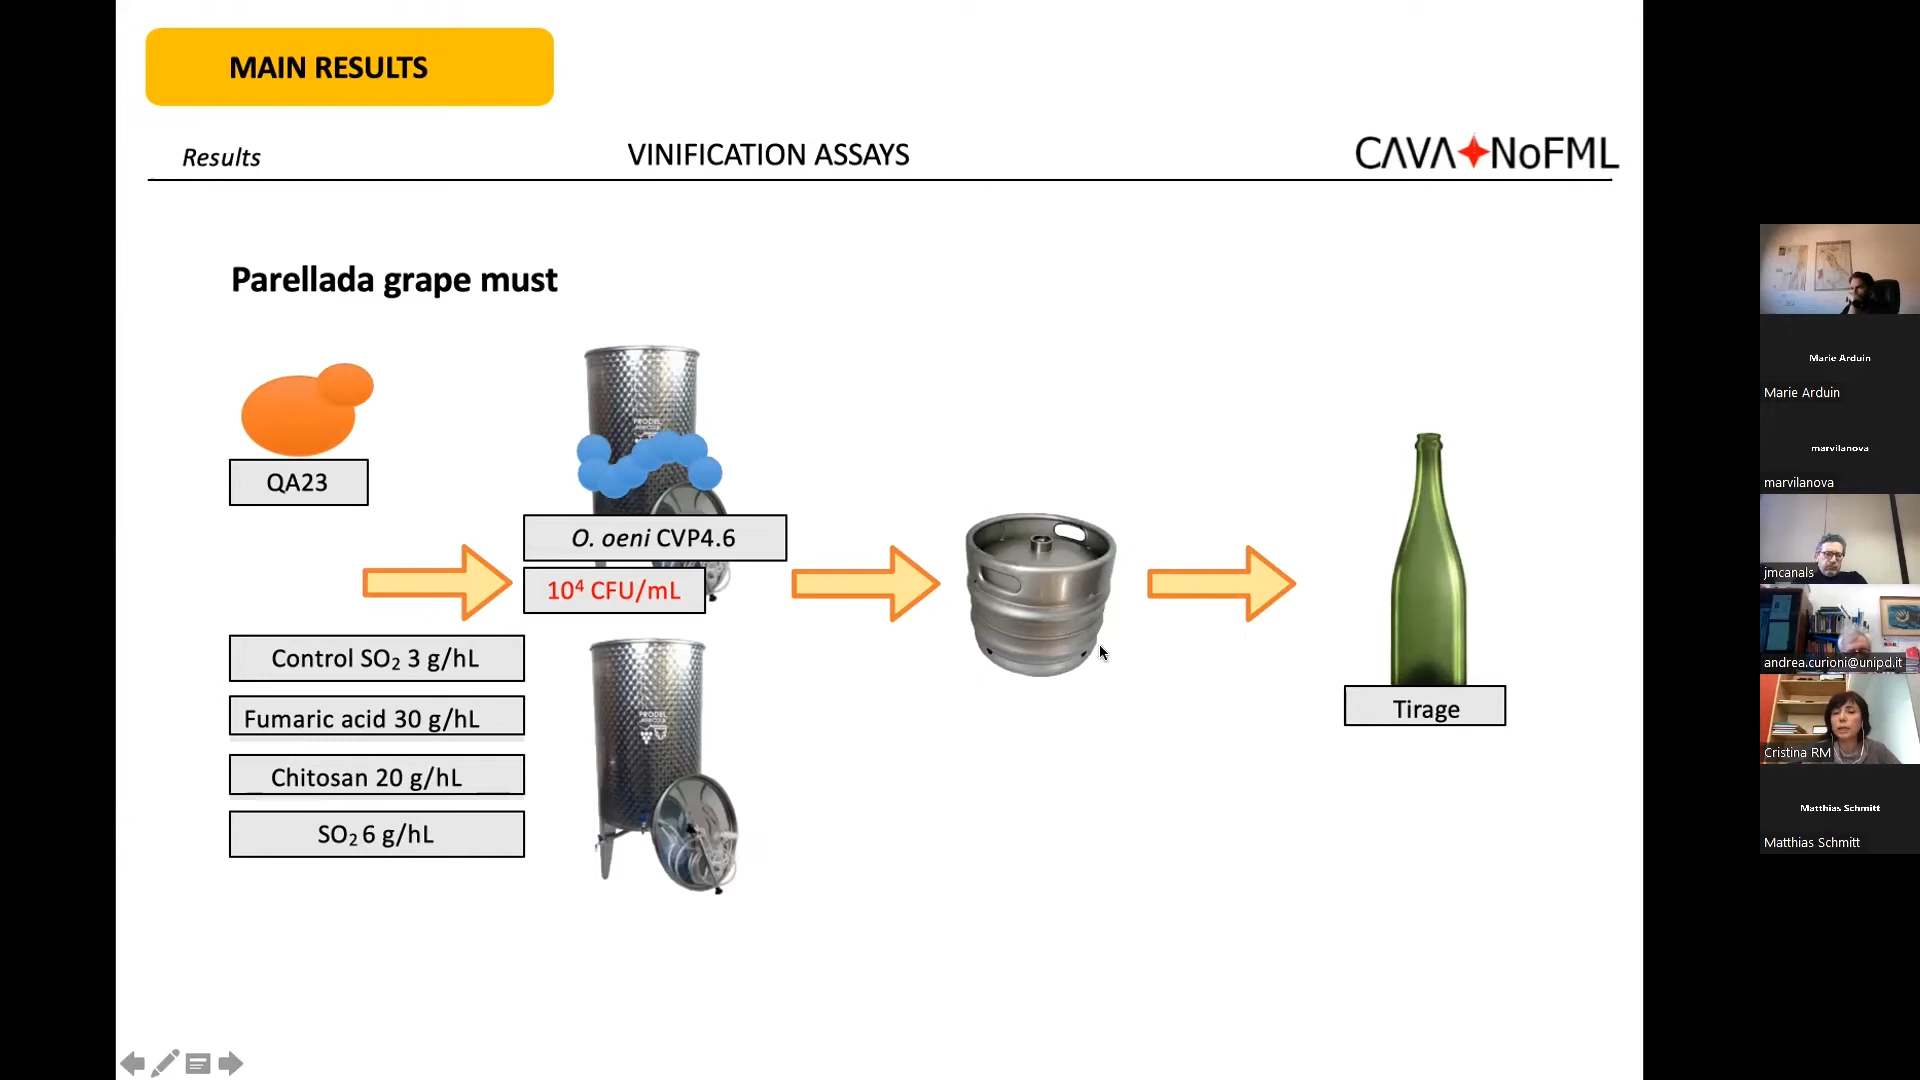 MAIN RESULTS
Results
VINIFICATION ASSAYS
CAVA NoFML
Parellada grape must
QA23
PRODEL
O. oeni CVP4.6
10⁴ CFU/mL
Control SO₂ 3 g/hL
Fumaric acid 30 g/hL
Chitosan 20 g/hL
SO₂ 6 g/hL
PRODEL
Tirage
Marie Arduin
Marie Arduin
marvilanova
marvilanova
jmcanals
andrea.curioni@unipd.it
Cristina RM
Matthias Schmitt
Matthias Schmitt